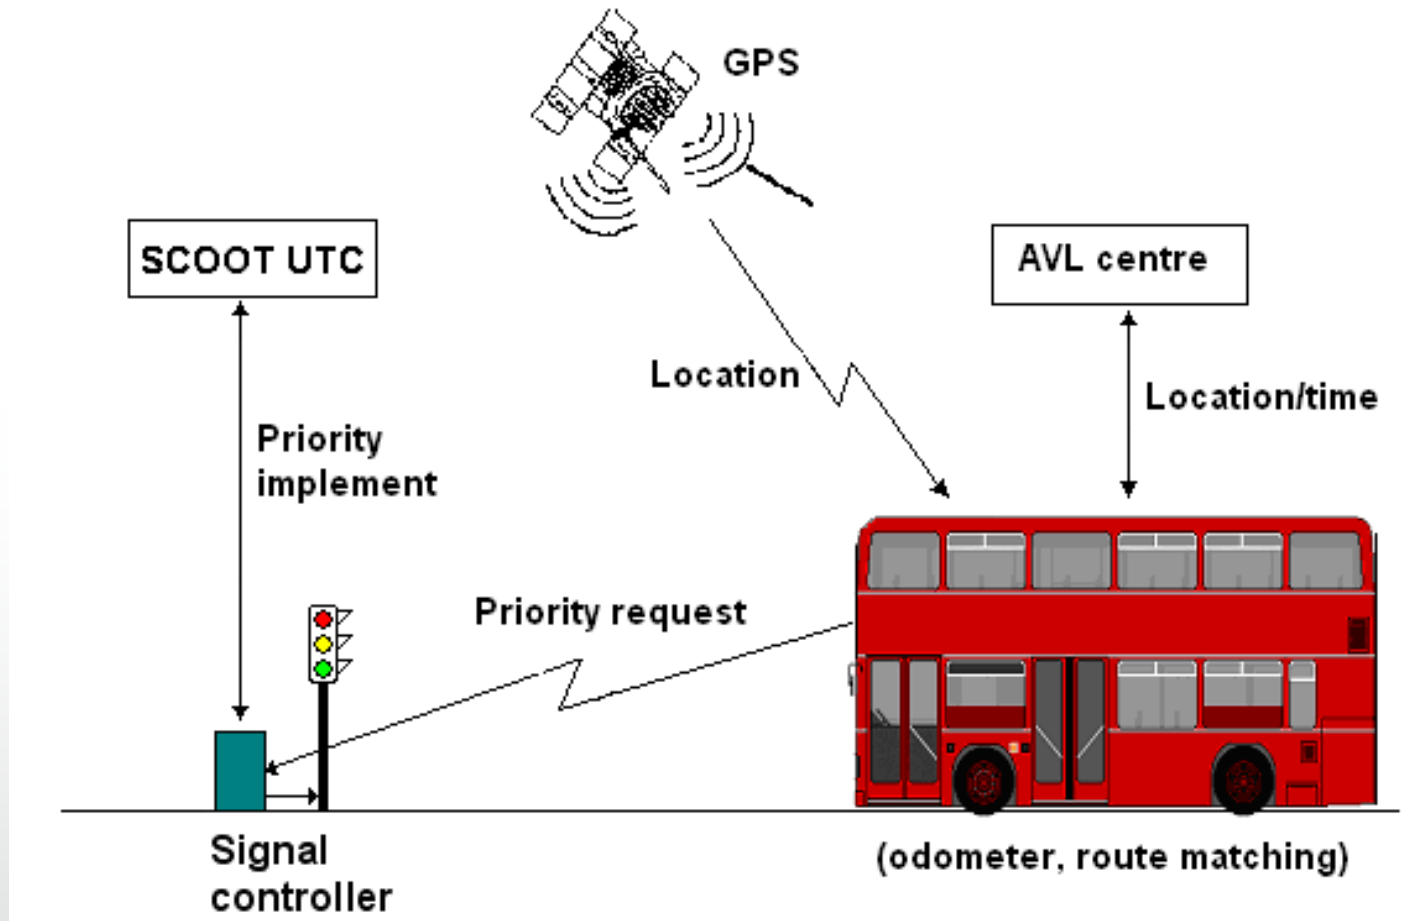 GPS
SCOOT UTC
AVL centre
Location
Location/time
Priority
implement
Priority request
Signal
controller
(odometer, route matching)